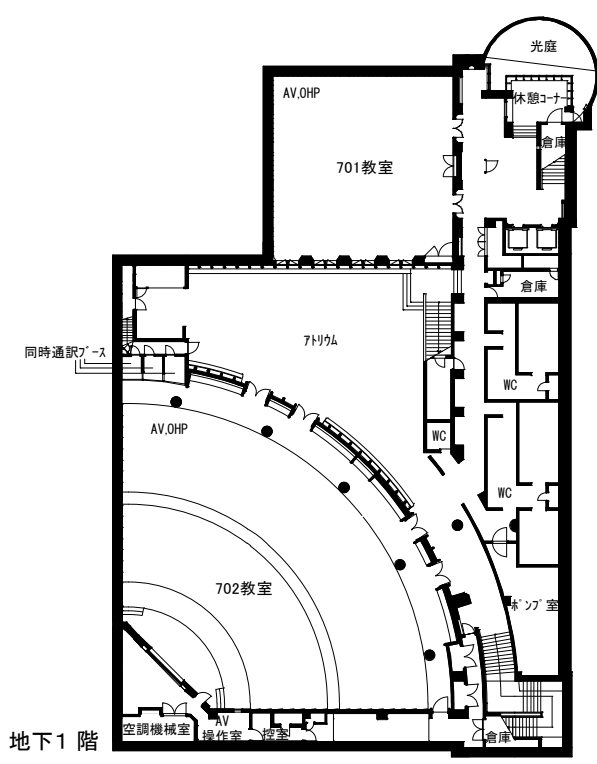 光庭
AV,OHP
休憩ｺｰﾅｰ
倉庫
701教室
倉庫
ｱﾄﾘｳﾑ
同時通訳ﾌﾞｰｽ
WC
AV,OHP
WC
WC
702教室
ﾎﾟﾝﾌﾟ室
AV
操作室
空調機械室
控室
倉庫
地下1 階